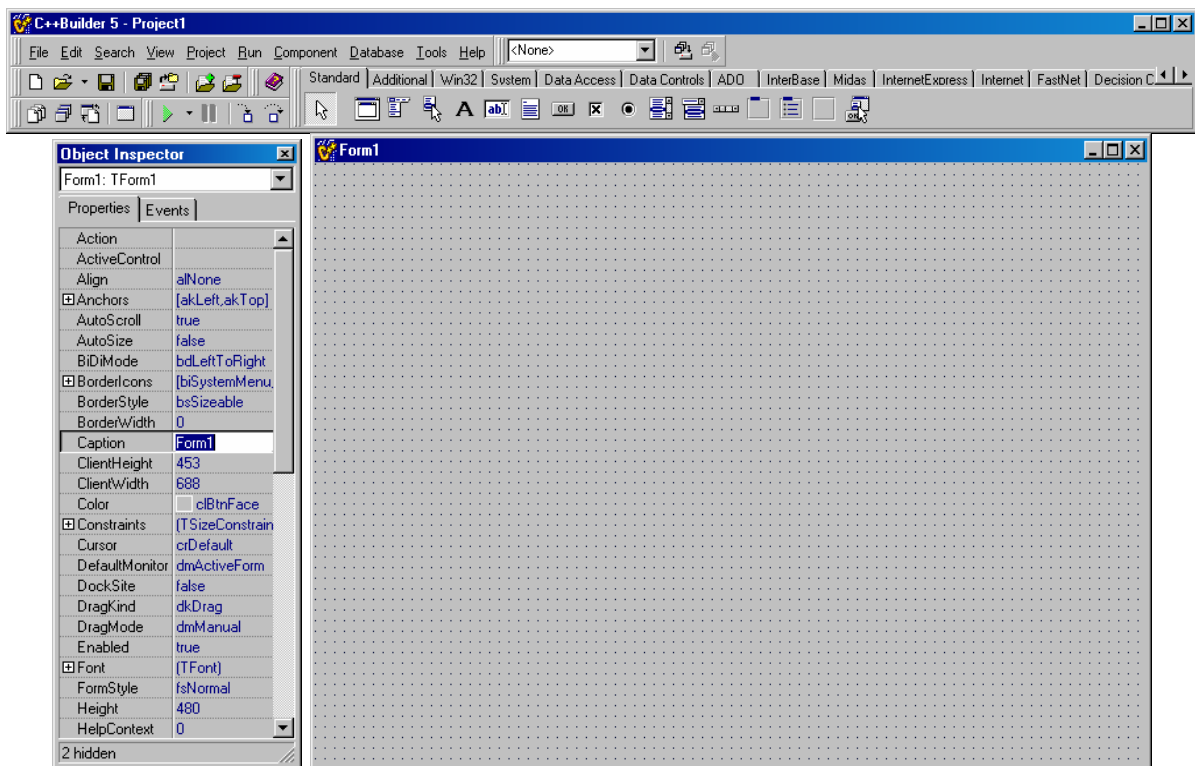 C++Builder 5 - Project1
File Edit Search View Project Run Component Database Tools Help <None>
Standard Additional Win32 System Data Access Data Controls ADO InterBase Midas InternetExpress Internet FastNet Decision C
A abI OK OK
Object Inspector
Form1: TForm1
Properties Events
Action
ActiveControl
Align alNone
Anchors [akLeft,akTop]
AutoScroll true
AutoSize false
BiDiMode bdLeftToRight
BorderIcons [biSystemMenu,
BorderStyle bsSizeable
BorderWidth 0
Caption Form1
ClientHeight 453
ClientWidth 688
Color clBtnFace
Constraints (TSizeConstrain
Cursor crDefault
DefaultMonitor dmActiveForm
DockSite false
DragKind dkDrag
DragMode dmManual
Enabled true
Font (TFont)
FormStyle fsNormal
Height 480
HelpContext 0
2 hidden
Form1